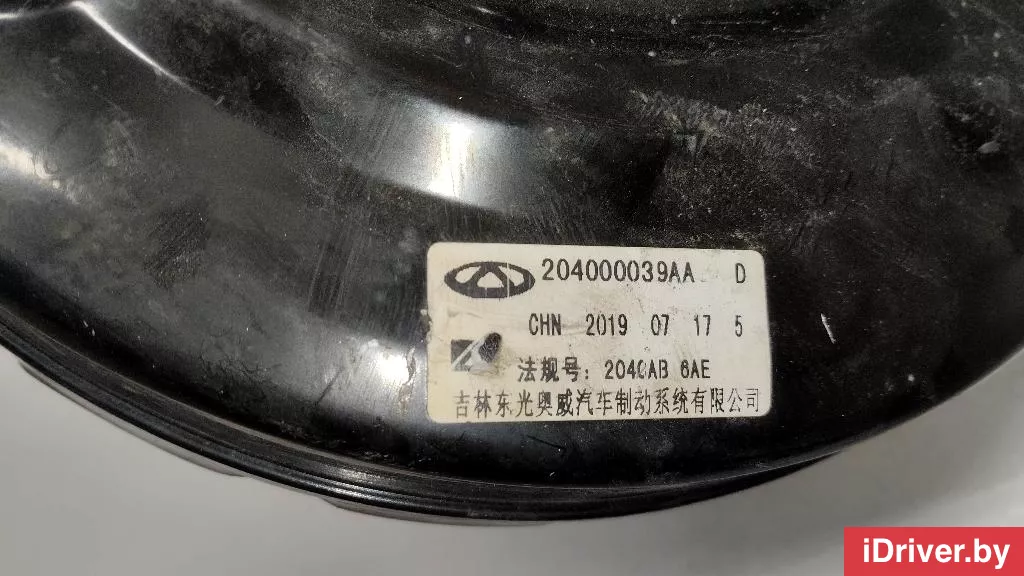 204000039AA D
CHN 2019 07 17 5
法规号: 2040AB 6AE
吉林东光奥威汽车制动系统有限公司
iDriver.by